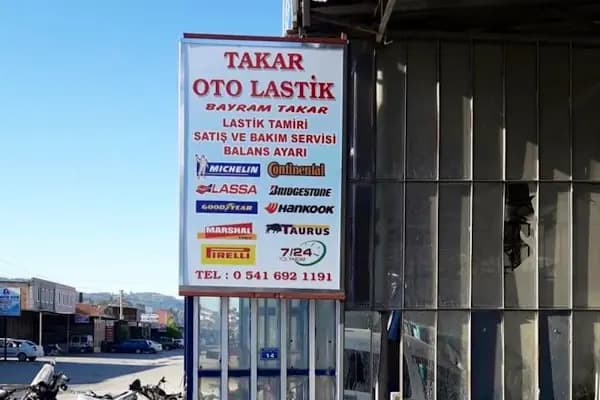 TAKAR
OTO LASTİK
BAYRAM TAKAR
LASTİK TAMİRİ
SATIŞ VE BAKIM SERVİSİ
BALANS AYARI
MICHELIN Continental
LASSA BRIDGESTONE
GOODYEAR HANKOOK
MARSHAL TAURUS
PIRELLI 7/24
TEL : 0 541 692 1191
14